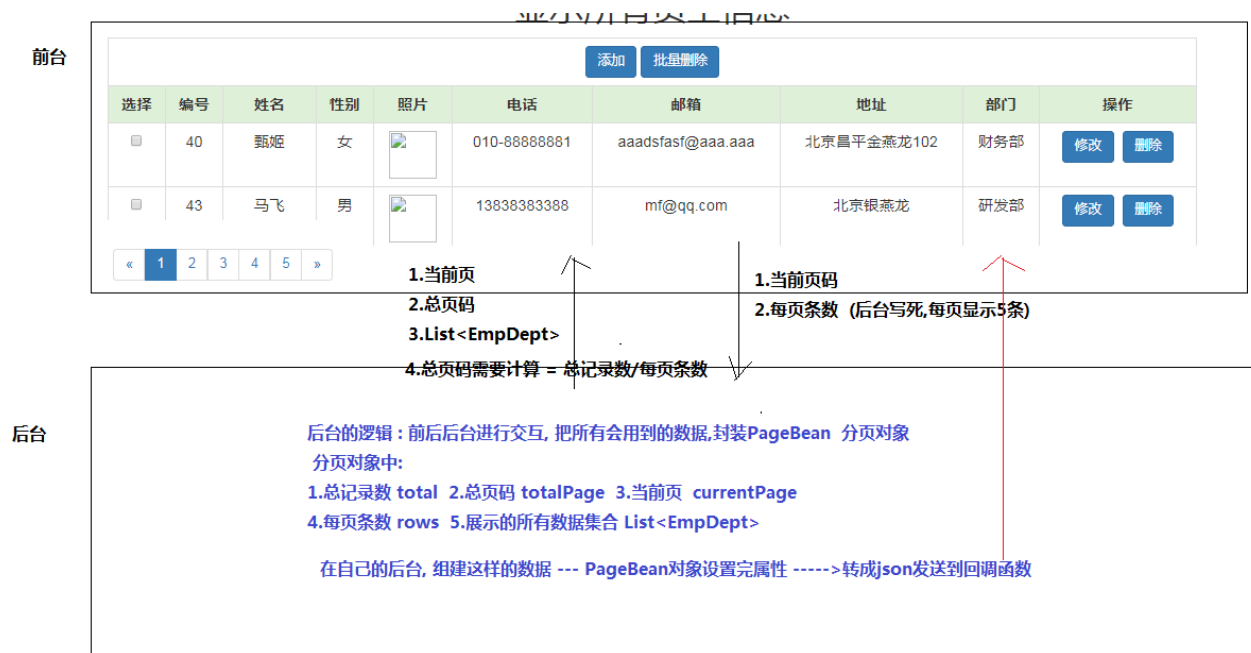 显示所有员工信息
前台
添加 批量删除
选择 编号 姓名 性别 照片 电话 邮箱 地址 部门 操作
40 甄姬 女 010-88888881 aaadsfasf@aaa.aaa 北京昌平金燕龙102 财务部 修改 删除
43 马飞 男 13838383388 mf@qq.com 北京银燕龙 研发部 修改 删除
« 1 2 3 4 5 »
1.当前页
2.总页码
3.List<EmpDept>
4.总页码需要计算 = 总记录数/每页条数
1.当前页码
2.每页条数 (后台写死,每页显示5条)
后台
后台的逻辑 : 前后后台进行交互, 把所有会用到的数据,封装PageBean 分页对象
分页对象中:
1.总记录数 total 2.总页码 totalPage 3.当前页 currentPage
4.每页条数 rows 5.展示的所有数据集合 List<EmpDept>
在自己的后台, 组建这样的数据 --- PageBean对象设置完属性 ----->转成json发送到回调函数